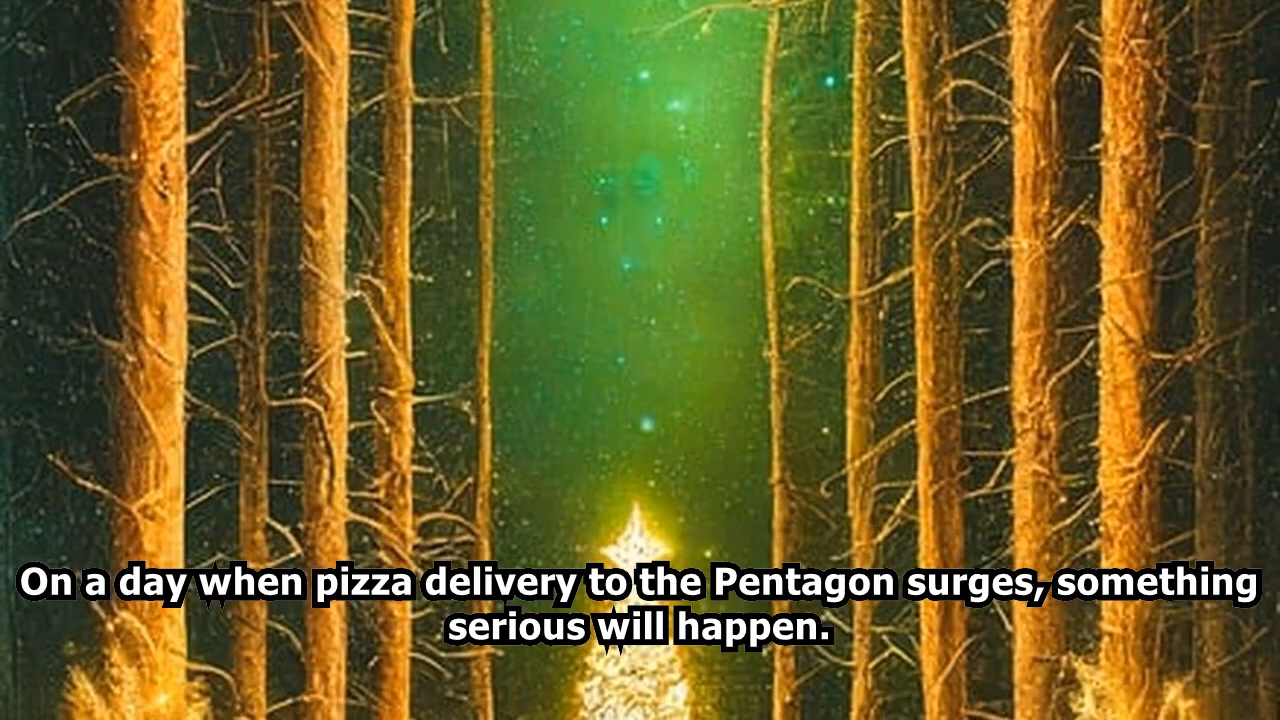 On a day when pizza delivery to the Pentagon surges, something
serious will happen.